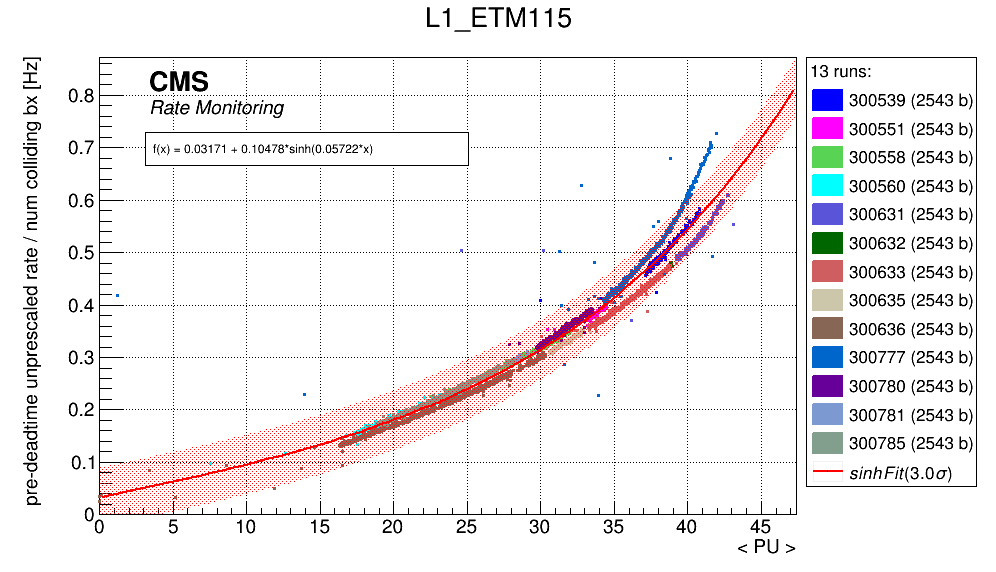 L1_ETM115
pre-deadtime unprescaled rate / num colliding bx [Hz]
CMS
Rate Monitoring
f(x) = 0.03171 + 0.10478*sinh(0.05722*x)
0.8
0.7
0.6
0.5
0.4
0.3
0.2
0.1
0
0 5 10 15 20 25 30 35 40 45
< PU >
13 runs:
300539 (2543 b)
300551 (2543 b)
300558 (2543 b)
300560 (2543 b)
300631 (2543 b)
300632 (2543 b)
300633 (2543 b)
300635 (2543 b)
300636 (2543 b)
300777 (2543 b)
300780 (2543 b)
300781 (2543 b)
300785 (2543 b)
sinhFit(3.0σ)